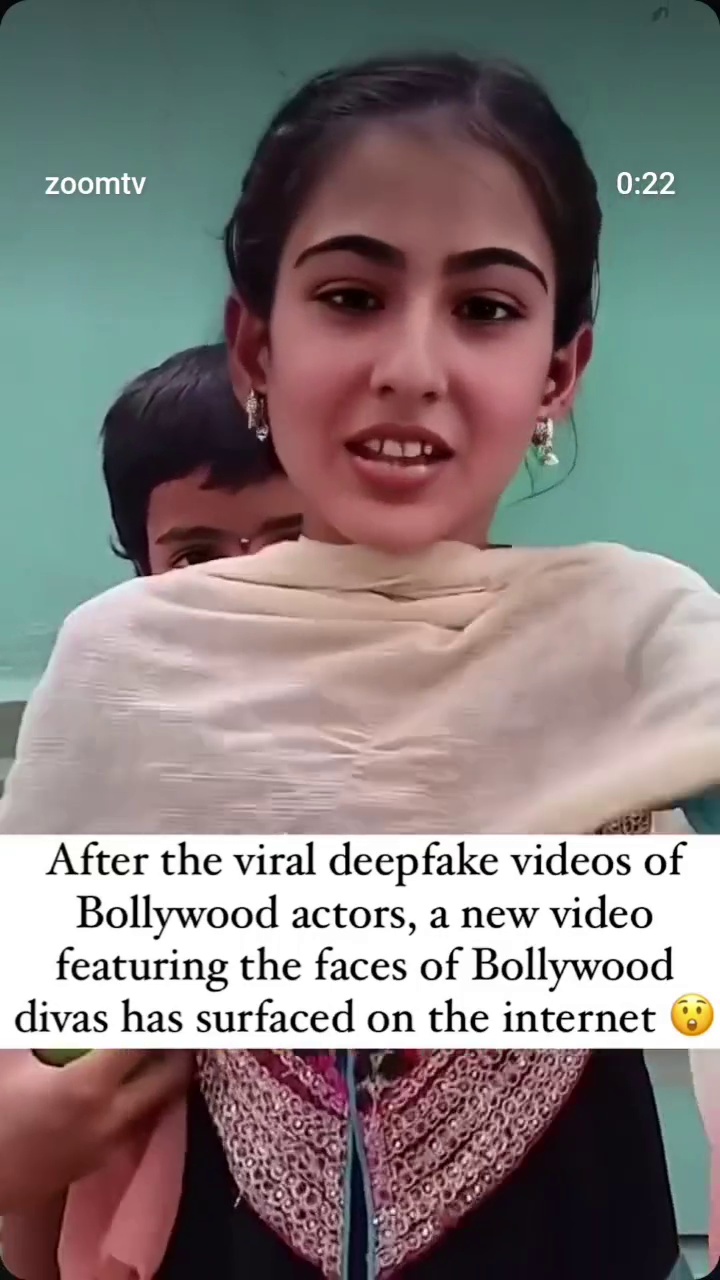 zoomtv
0:22
After the viral deepfake videos of
Bollywood actors, a new video
featuring the faces of Bollywood
divas has surfaced on the internet 😲